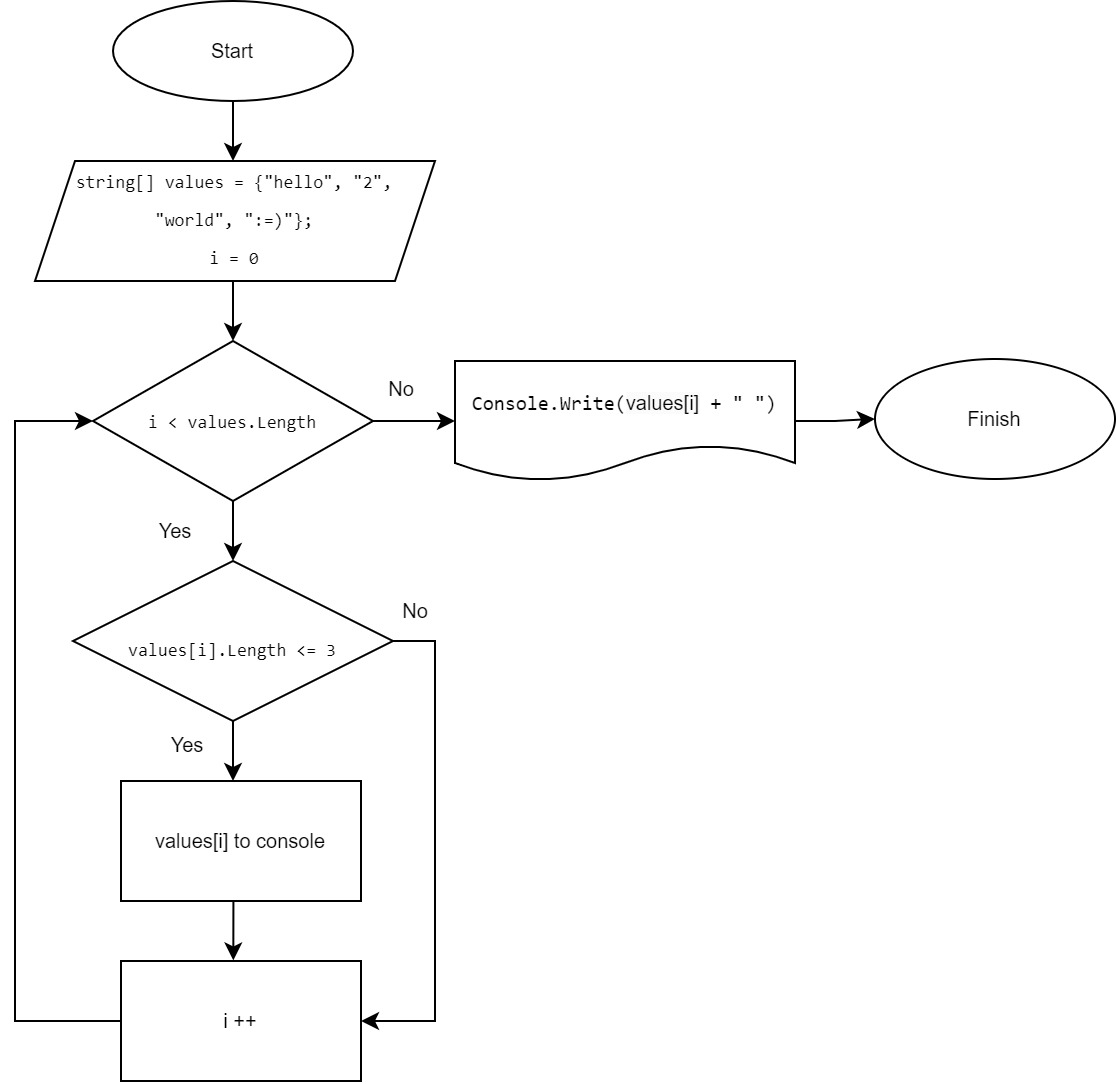 Start
string[] values = {"hello", "2",
"world", ":=)"};
i = 0
i < values.Length
No
Console.Write(values[i] + " ")
Finish
Yes
values[i].Length <= 3
No
Yes
values[i] to console
i ++